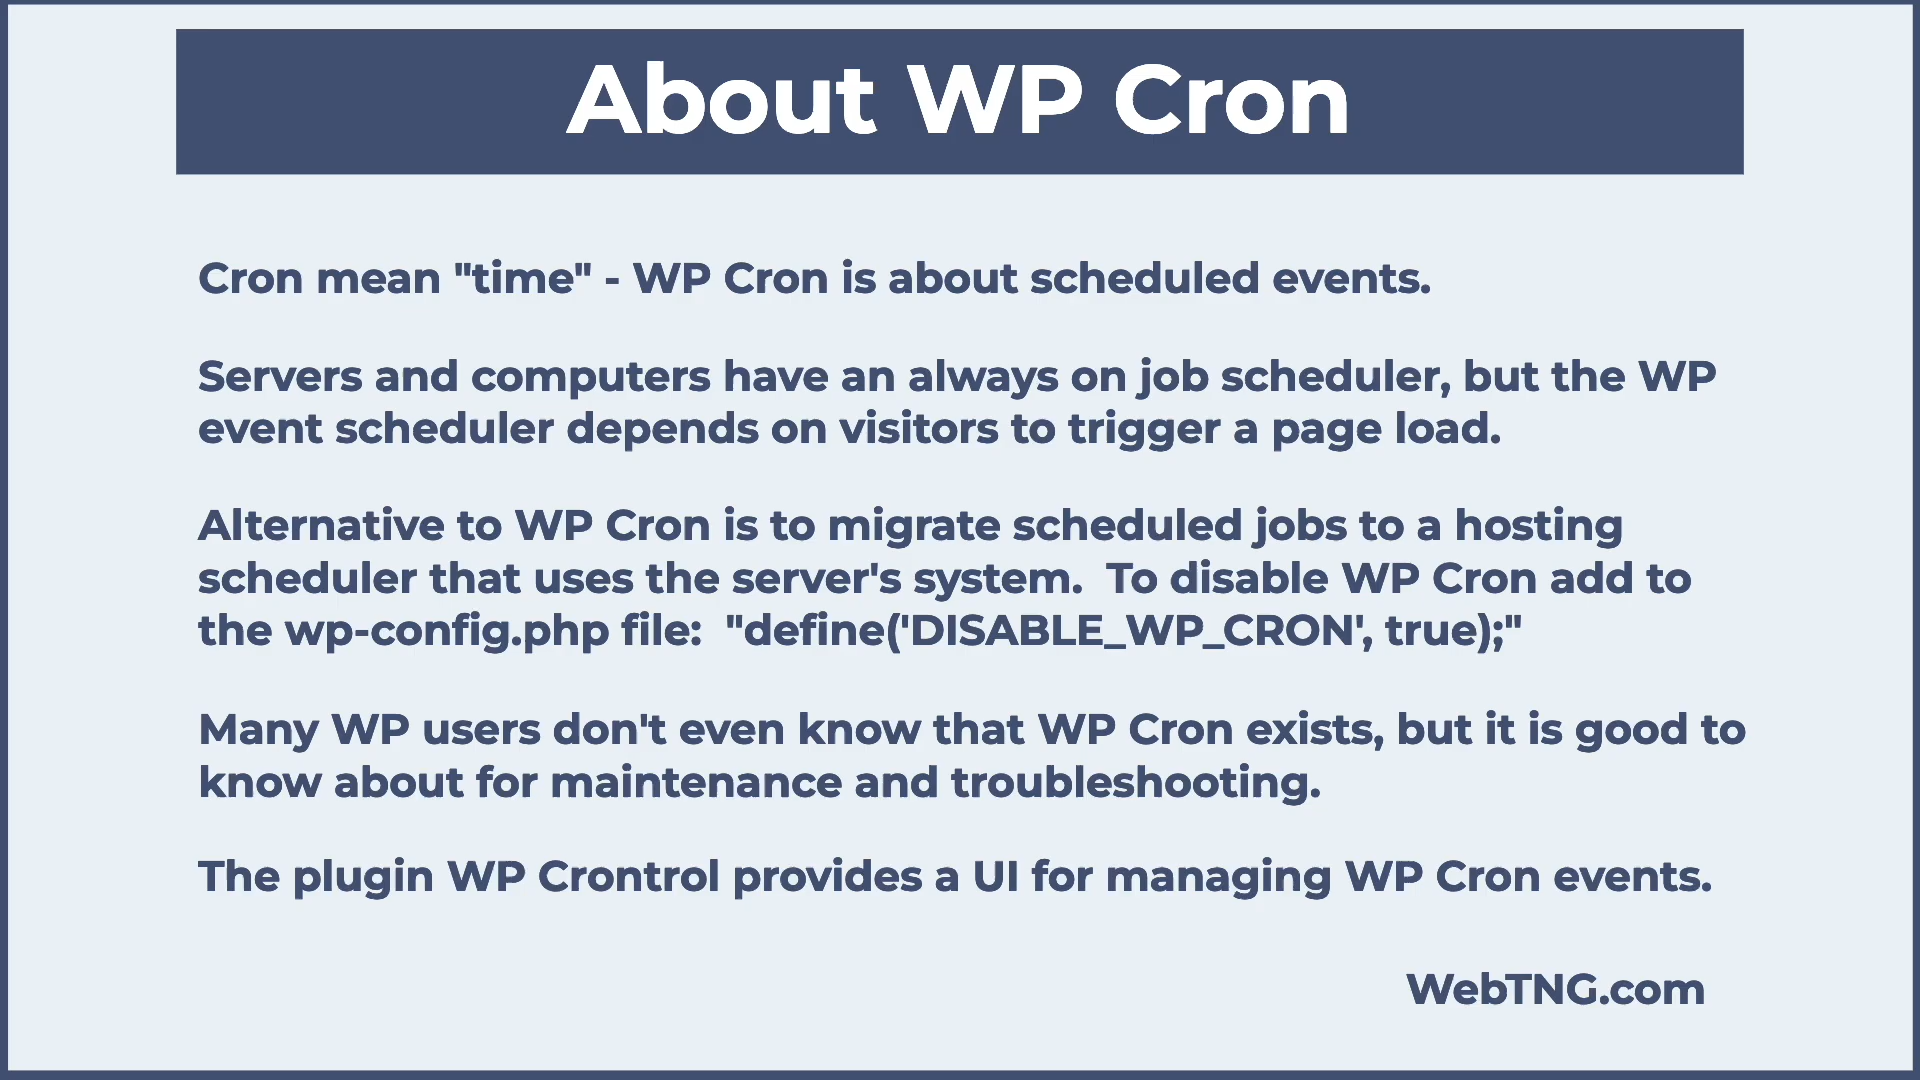 About WP Cron
Cron mean "time" - WP Cron is about scheduled events.
Servers and computers have an always on job scheduler, but the WP
event scheduler depends on visitors to trigger a page load.
Alternative to WP Cron is to migrate scheduled jobs to a hosting
scheduler that uses the server's system.  To disable WP Cron add to
the wp-config.php file:  "define('DISABLE_WP_CRON', true);"
Many WP users don't even know that WP Cron exists, but it is good to
know about for maintenance and troubleshooting.
The plugin WP Crontrol provides a UI for managing WP Cron events.
WebTNG.com